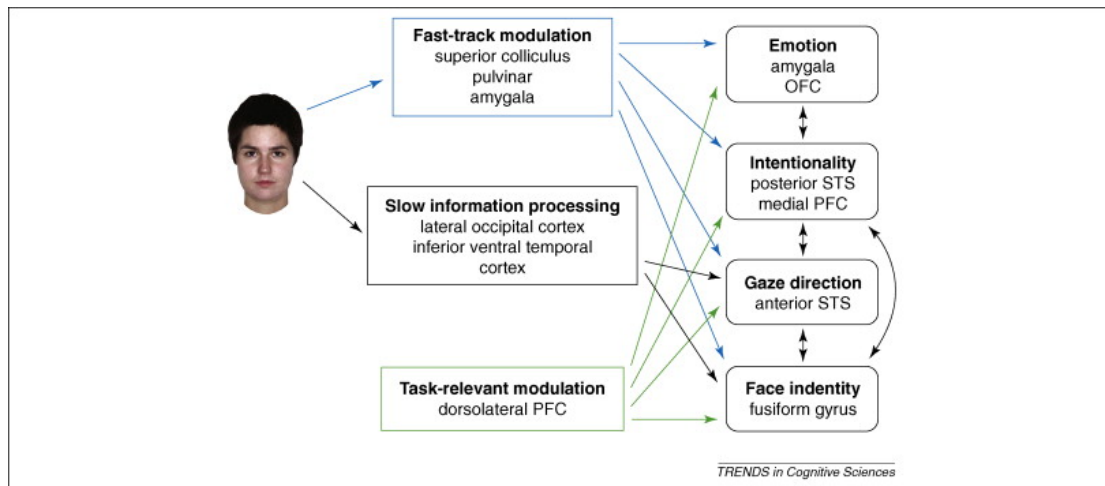 Fast-track modulation
superior colliculus
pulvinar
amygala
Emotion
amygala
OFC
Intentionality
posterior STS
medial PFC
Slow information processing
lateral occipital cortex
inferior ventral temporal
cortex
Gaze direction
anterior STS
Task-relevant modulation
dorsolateral PFC
Face indentity
fusiform gyrus
TRENDS in Cognitive Sciences